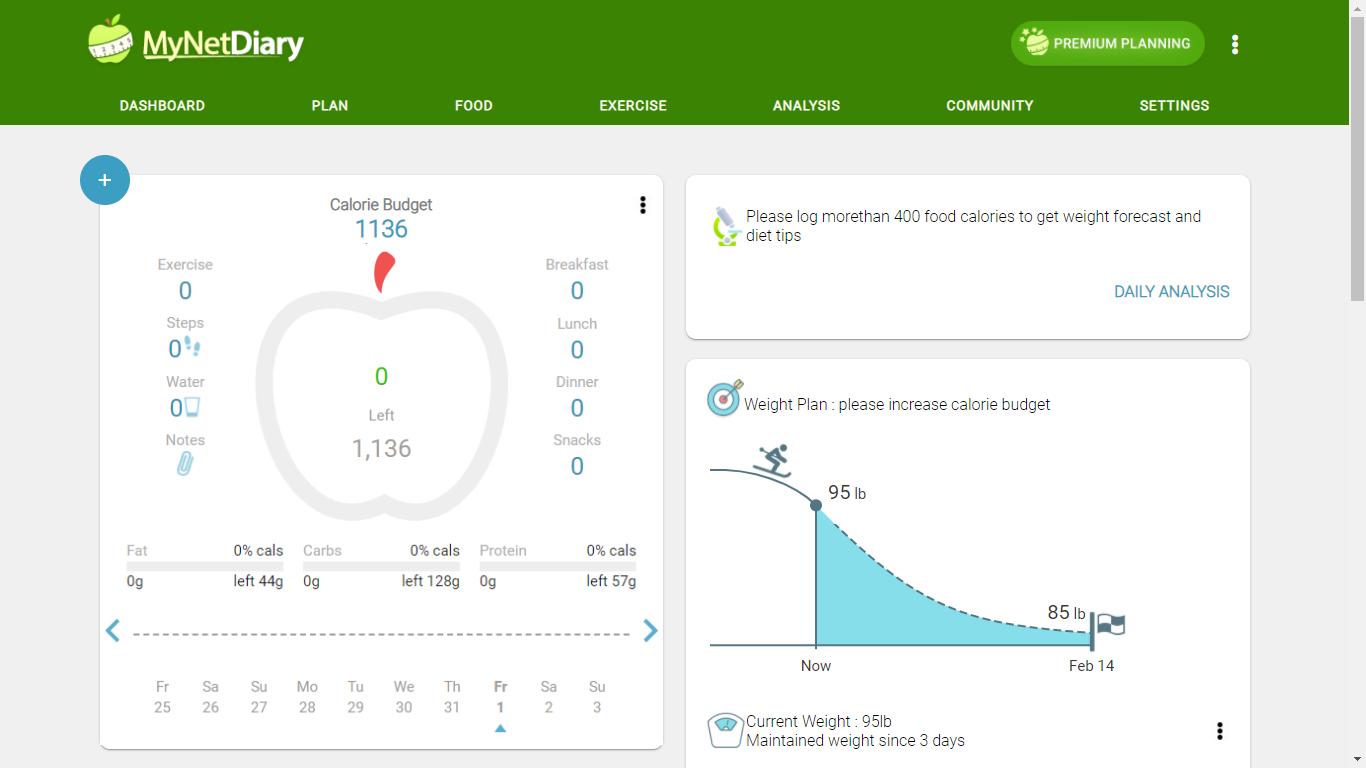 MyNetDiary
PREMIUM PLANNING
DASHBOARD
PLAN
FOOD
EXERCISE
ANALYSIS
COMMUNITY
SETTINGS
Calorie Budget
1136
Exercise
0
Steps
0
Water
0
Notes
0
Left
1,136
Breakfast
0
Lunch
0
Dinner
0
Snacks
0
Fat 0% cals
0g left 44g
Carbs 0% cals
0g left 128g
Protein 0% cals
0g left 57g
Fr Sa Su Mo Tu We Th Fr Sa Su
25 26 27 28 29 30 31 1 2 3
Please log morethan 400 food calories to get weight forecast and
diet tips
DAILY ANALYSIS
Weight Plan : please increase calorie budget
95 lb
85 lb
Now
Feb 14
Current Weight : 95lb
Maintained weight since 3 days